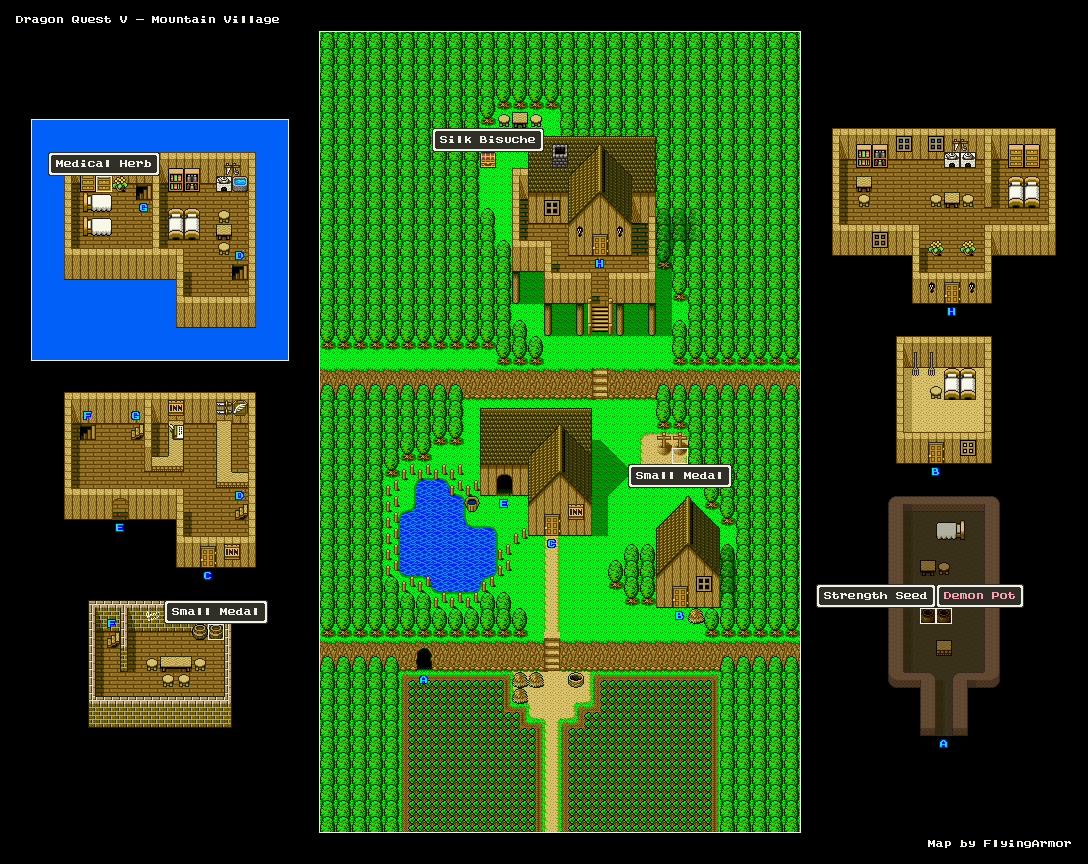 Dragon Quest V – Mountain Village
Silk Bisuche
Medical Herb
G
D
H
H
F
G
INN
D
E
INN
C
E
INN
C
Small Medal
B
B
Small Medal
F
A
Strength Seed
Demon Pot
A
Map by FlyingArmor